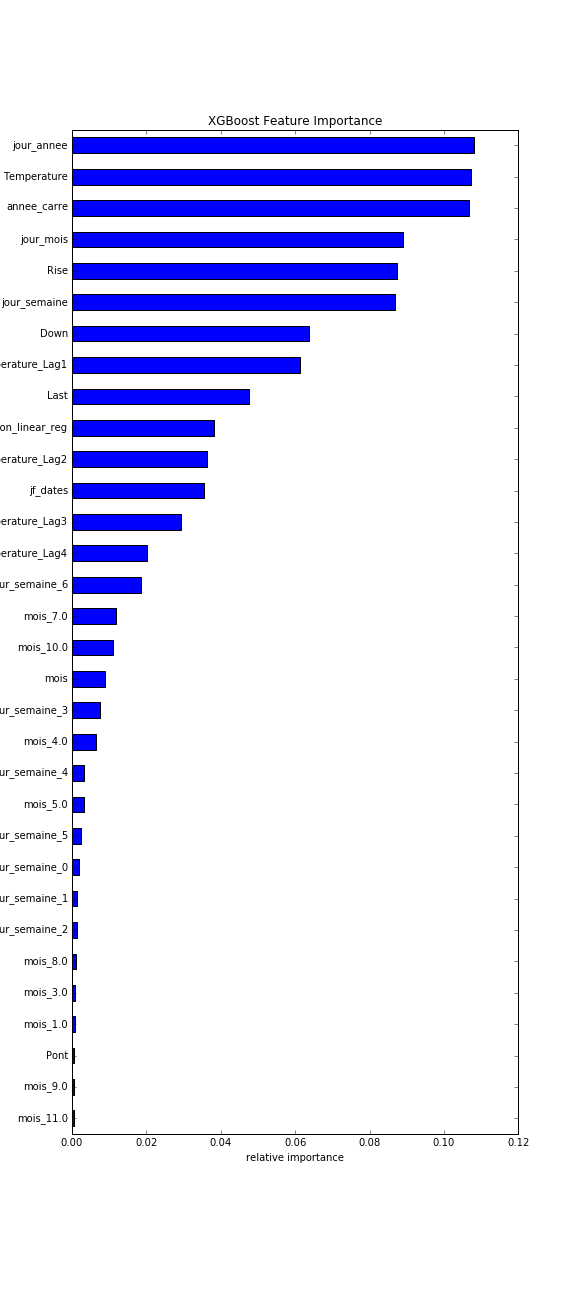 XGBoost Feature Importance
jour_annee
Temperature
annee_carre
jour_mois
Rise
jour_semaine
Down
erature_Lag1
Last
on_linear_reg
erature_Lag2
jf_dates
erature_Lag3
erature_Lag4
ur_semaine_6
mois_7.0
mois_10.0
mois
ur_semaine_3
mois_4.0
ur_semaine_4
mois_5.0
ur_semaine_5
ur_semaine_0
ur_semaine_1
ur_semaine_2
mois_8.0
mois_3.0
mois_1.0
Pont
mois_9.0
mois_11.0
0.00 0.02 0.04 0.06 0.08 0.10 0.12
relative importance